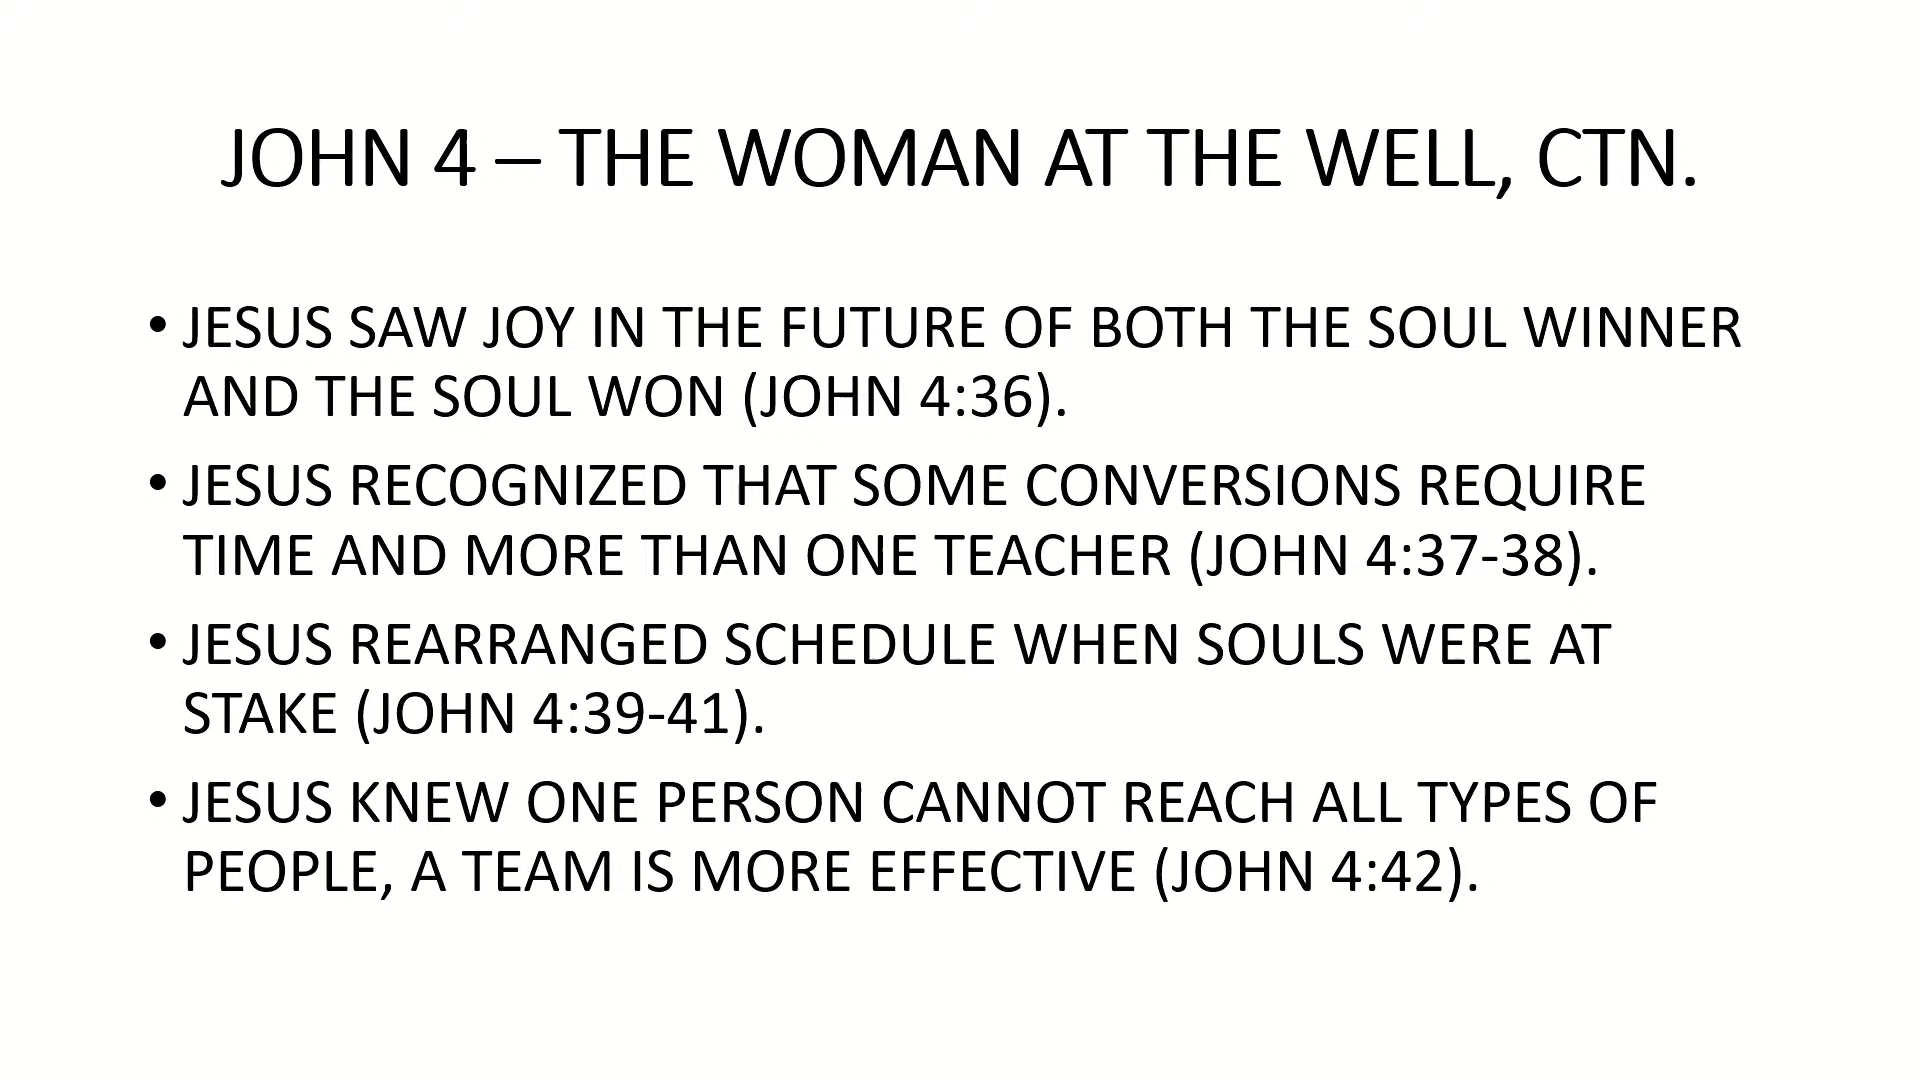 JOHN 4 – THE WOMAN AT THE WELL, CTN.
• JESUS SAW JOY IN THE FUTURE OF BOTH THE SOUL WINNER
AND THE SOUL WON (JOHN 4:36).
• JESUS RECOGNIZED THAT SOME CONVERSIONS REQUIRE
TIME AND MORE THAN ONE TEACHER (JOHN 4:37-38).
• JESUS REARRANGED SCHEDULE WHEN SOULS WERE AT
STAKE (JOHN 4:39-41).
• JESUS KNEW ONE PERSON CANNOT REACH ALL TYPES OF
PEOPLE, A TEAM IS MORE EFFECTIVE (JOHN 4:42).